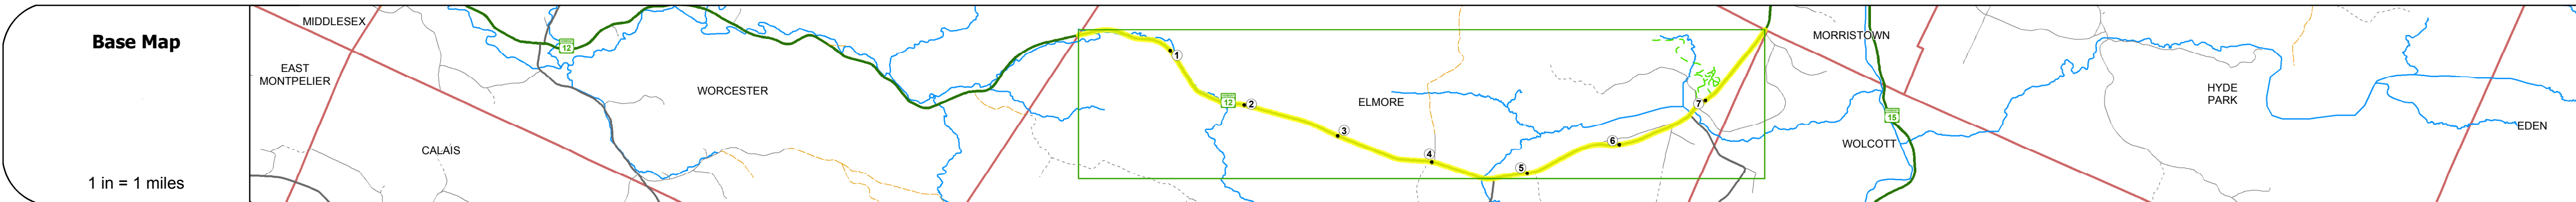 Base Map
1 in = 1 miles
MIDDLESEX
EAST
MONTPELIER
CALAIS
12
WORCESTER
1
12
2
3
ELMORE
4
5
6
7
MORRISTOWN
15
WOLCOTT
HYDE
PARK
EDEN